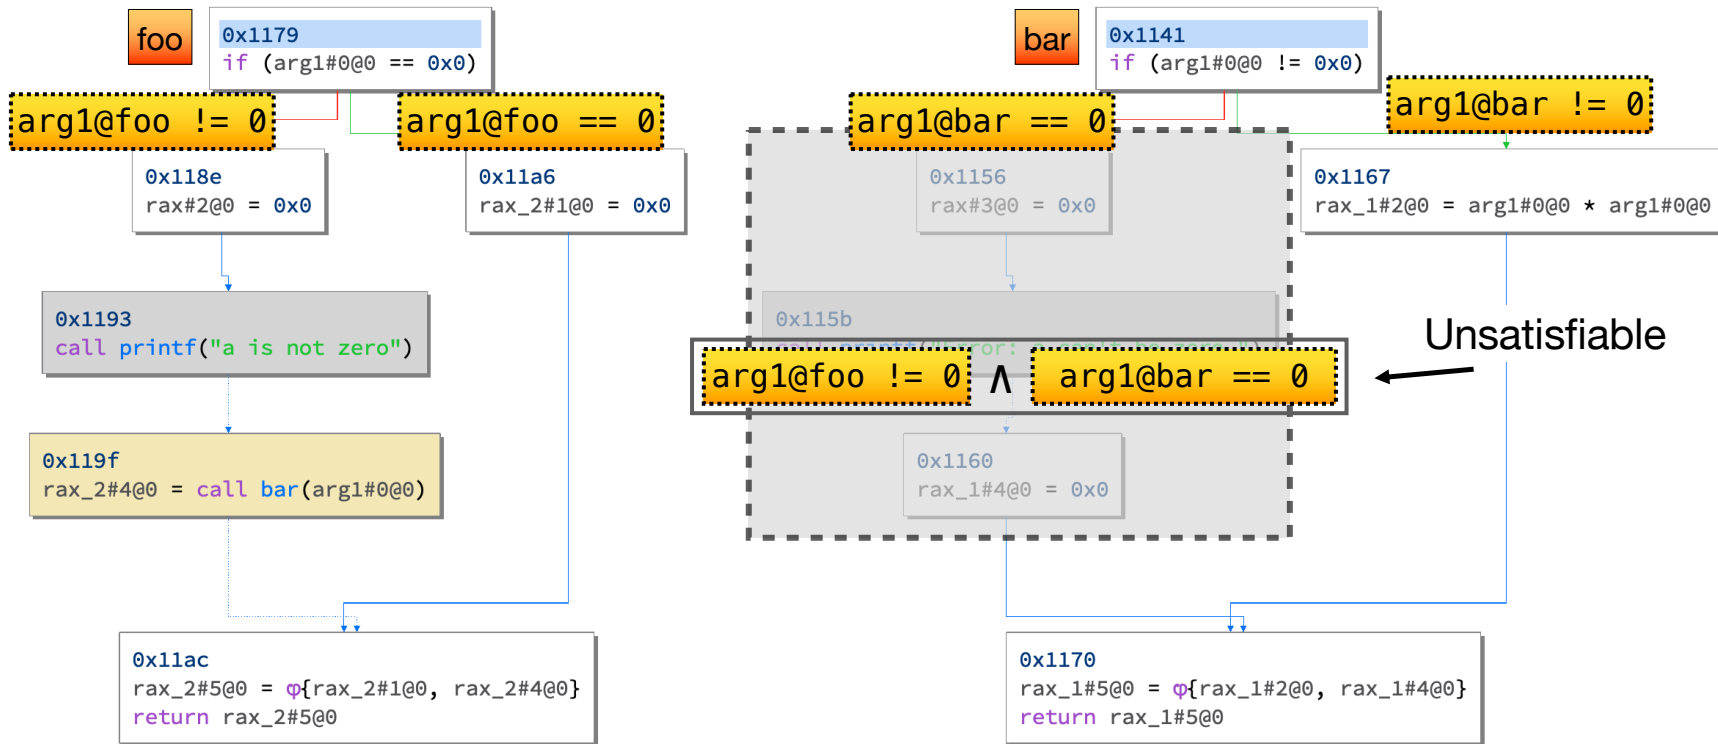 foo
0x1179
if (arg1#0@0 == 0x0)
arg1@foo != 0
arg1@foo == 0
0x118e
rax#2@0 = 0x0
0x11a6
rax_2#1@0 = 0x0
0x1193
call printf("a is not zero")
0x119f
rax_2#4@0 = call bar(arg1#0@0)
0x11ac
rax_2#5@0 = φ{rax_2#1@0, rax_2#4@0}
return rax_2#5@0
bar
0x1141
if (arg1#0@0 != 0x0)
arg1@bar == 0
arg1@bar != 0
0x1156
rax#3@0 = 0x0
0x1167
rax_1#2@0 = arg1#0@0 * arg1#0@0
0x115b
Unsatisfiable
arg1@foo != 0 ∧ arg1@bar == 0
0x1160
rax_1#4@0 = 0x0
0x1170
rax_1#5@0 = φ{rax_1#2@0, rax_1#4@0}
return rax_1#5@0